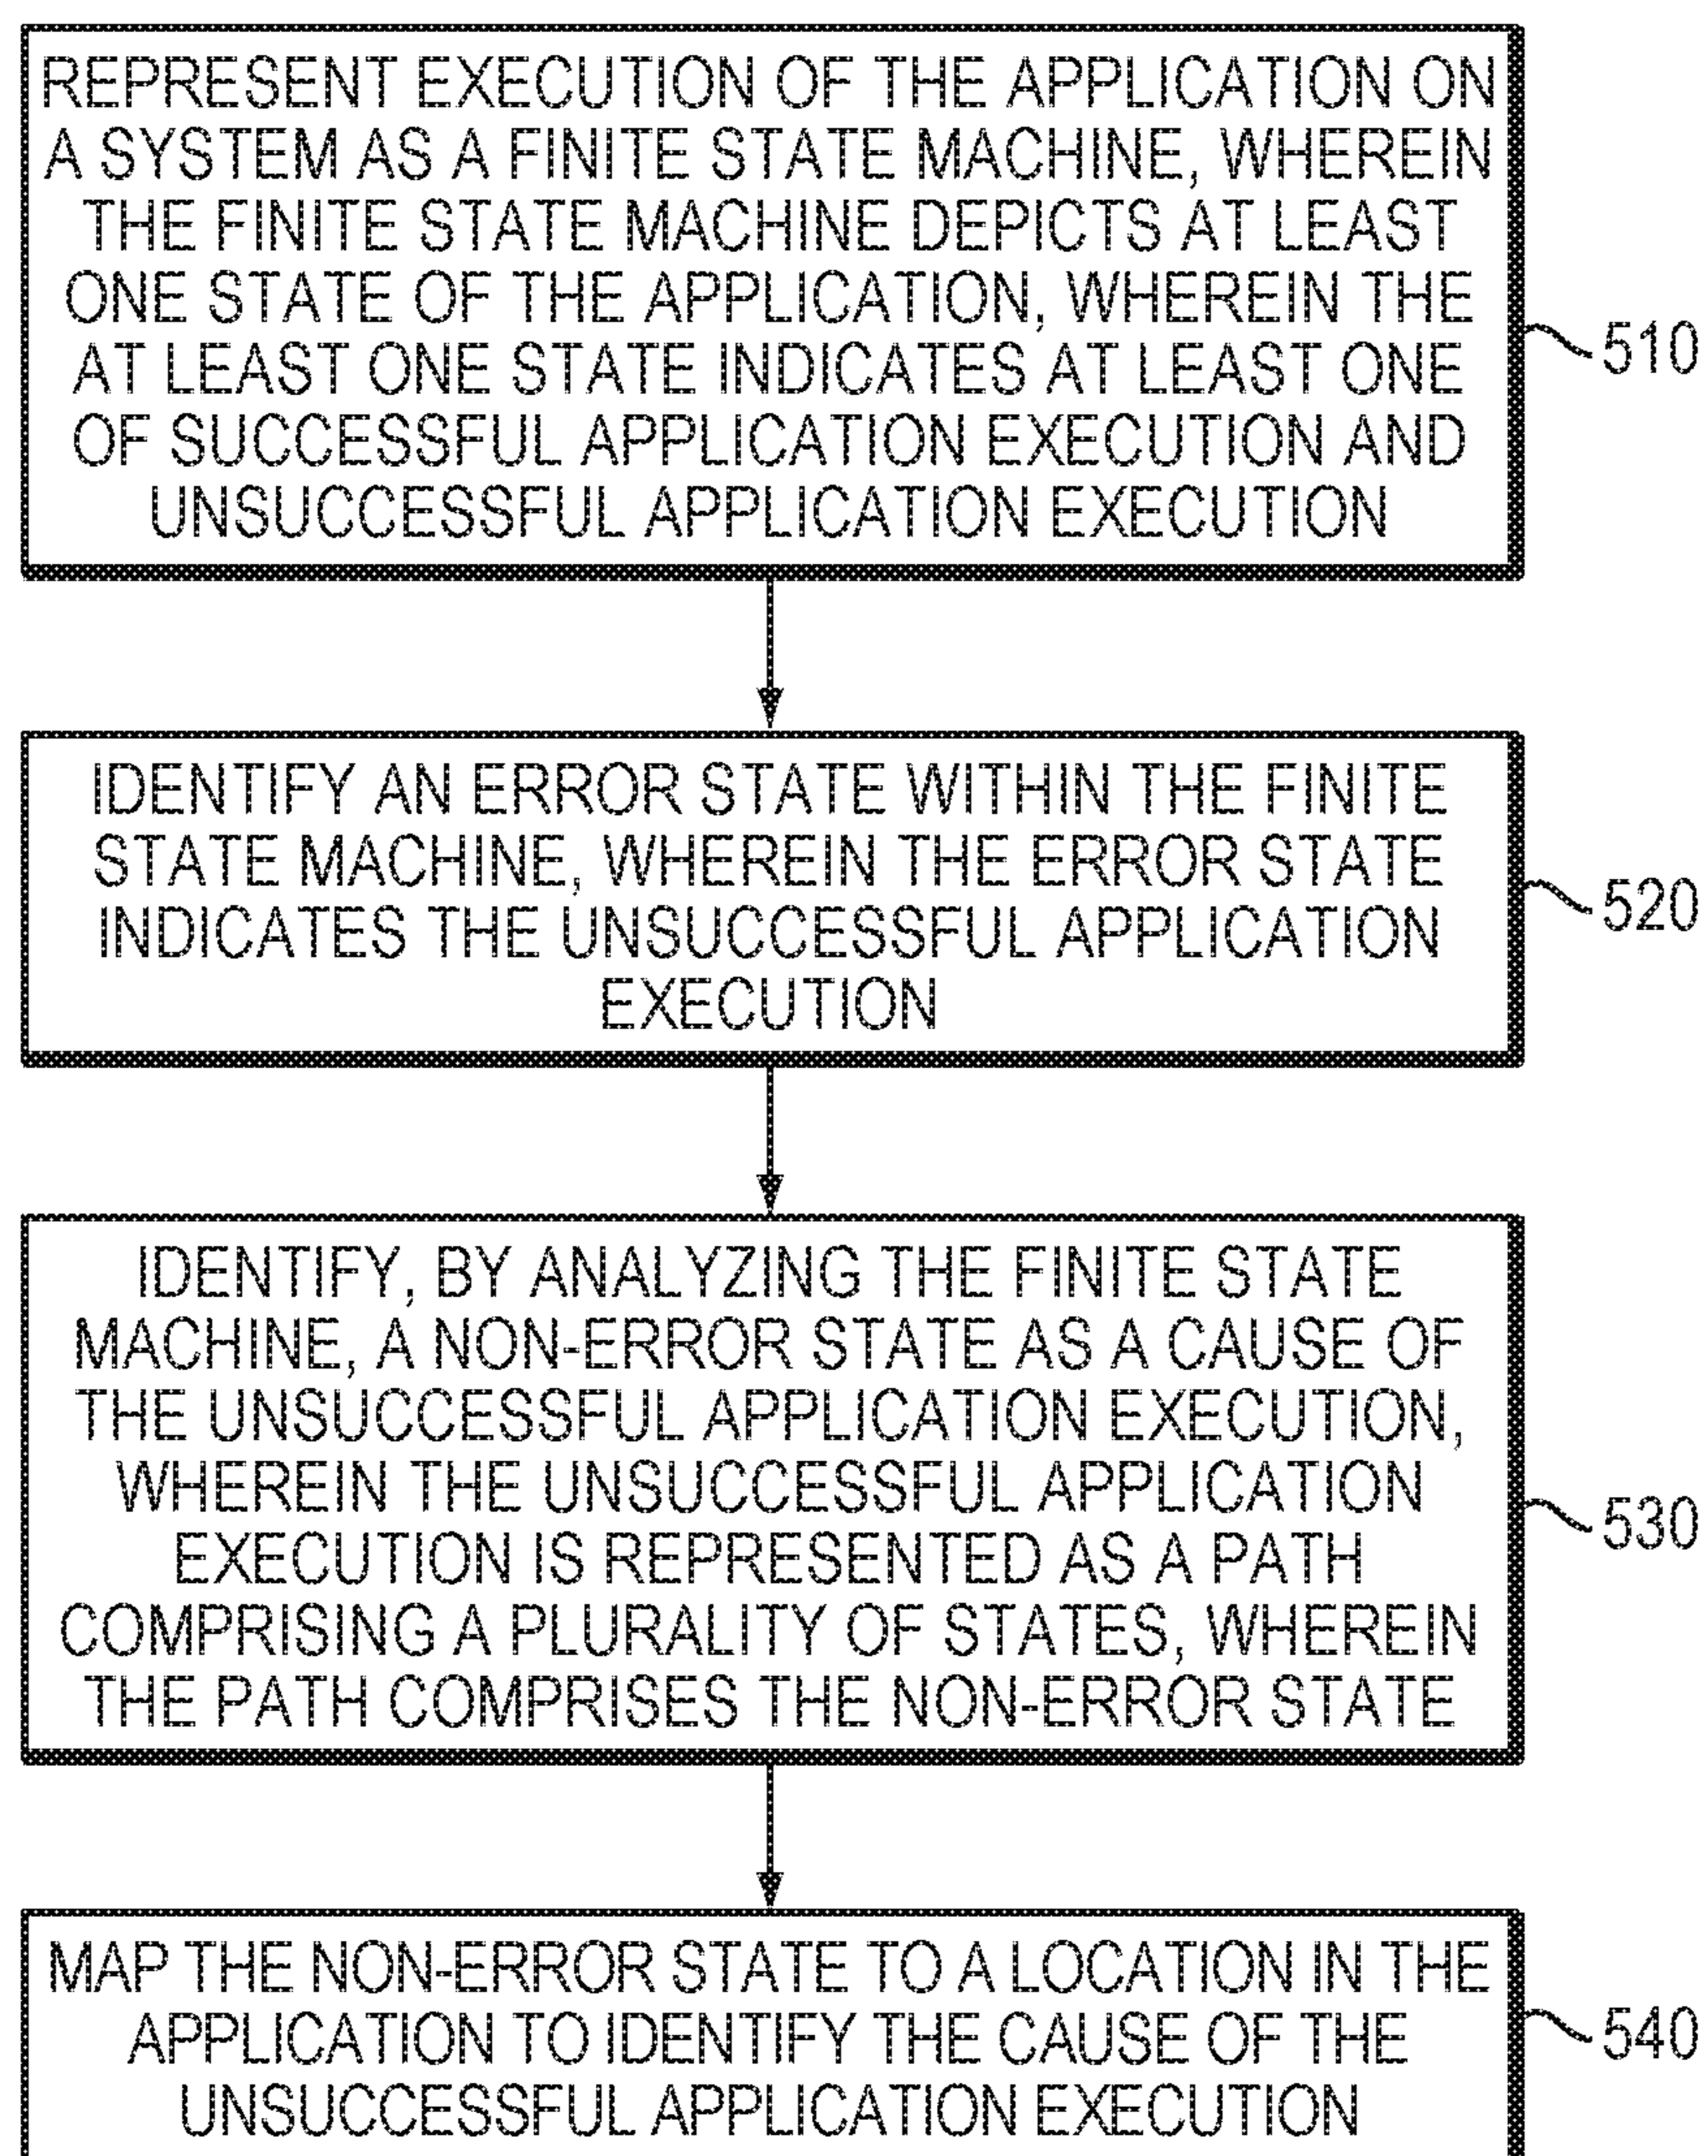 REPRESENT EXECUTION OF THE APPLICATION ON
A SYSTEM AS A FINITE STATE MACHINE, WHEREIN
THE FINITE STATE MACHINE DEPICTS AT LEAST
ONE STATE OF THE APPLICATION, WHEREIN THE
AT LEAST ONE STATE INDICATES AT LEAST ONE
OF SUCCESSFUL APPLICATION EXECUTION AND
UNSUCCESSFUL APPLICATION EXECUTION
510
IDENTIFY AN ERROR STATE WITHIN THE FINITE
STATE MACHINE, WHEREIN THE ERROR STATE
INDICATES THE UNSUCCESSFUL APPLICATION
EXECUTION
520
IDENTIFY, BY ANALYZING THE FINITE STATE
MACHINE, A NON-ERROR STATE AS A CAUSE OF
THE UNSUCCESSFUL APPLICATION EXECUTION,
WHEREIN THE UNSUCCESSFUL APPLICATION
EXECUTION IS REPRESENTED AS A PATH
COMPRISING A PLURALITY OF STATES, WHEREIN
THE PATH COMPRISES THE NON-ERROR STATE
530
MAP THE NON-ERROR STATE TO A LOCATION IN THE
APPLICATION TO IDENTIFY THE CAUSE OF THE
UNSUCCESSFUL APPLICATION EXECUTION
540